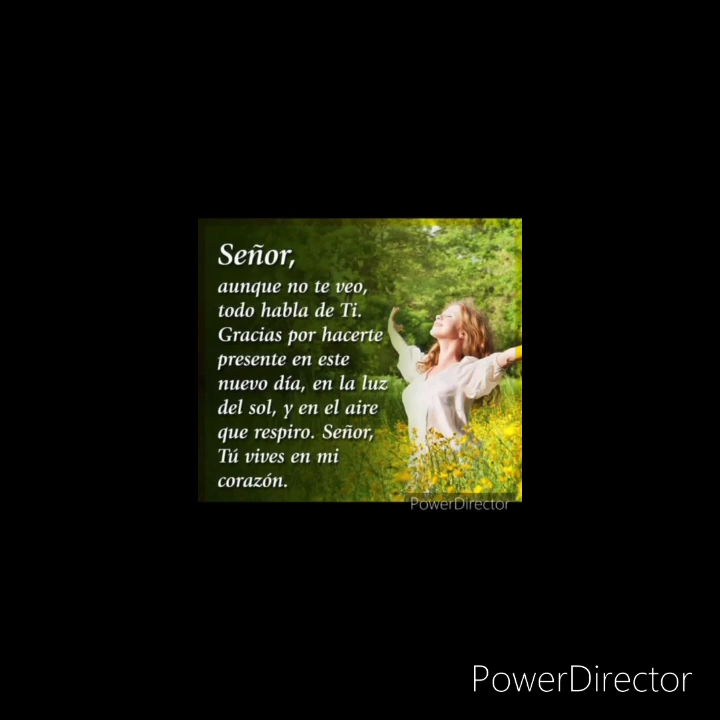 Señor,
aunque no te veo,
todo habla de Ti.
Gracias por hacerte
presente en este
nuevo día, en la luz
del sol, y en el aire
que respiro. Señor,
Tú vives en mi
corazón.
PowerDirector
PowerDirector